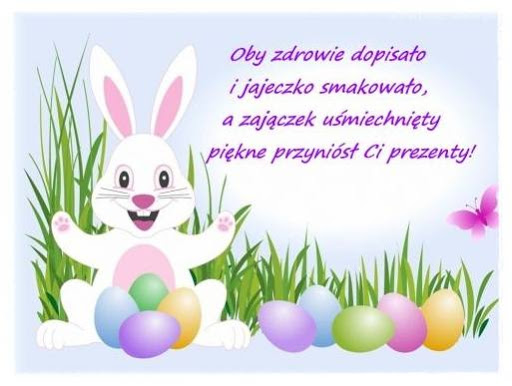 Oby zdrowie dopisało
i jajeczko smakowało,
a zajączek uśmiechnięty
piękne przyniósł Ci prezenty!